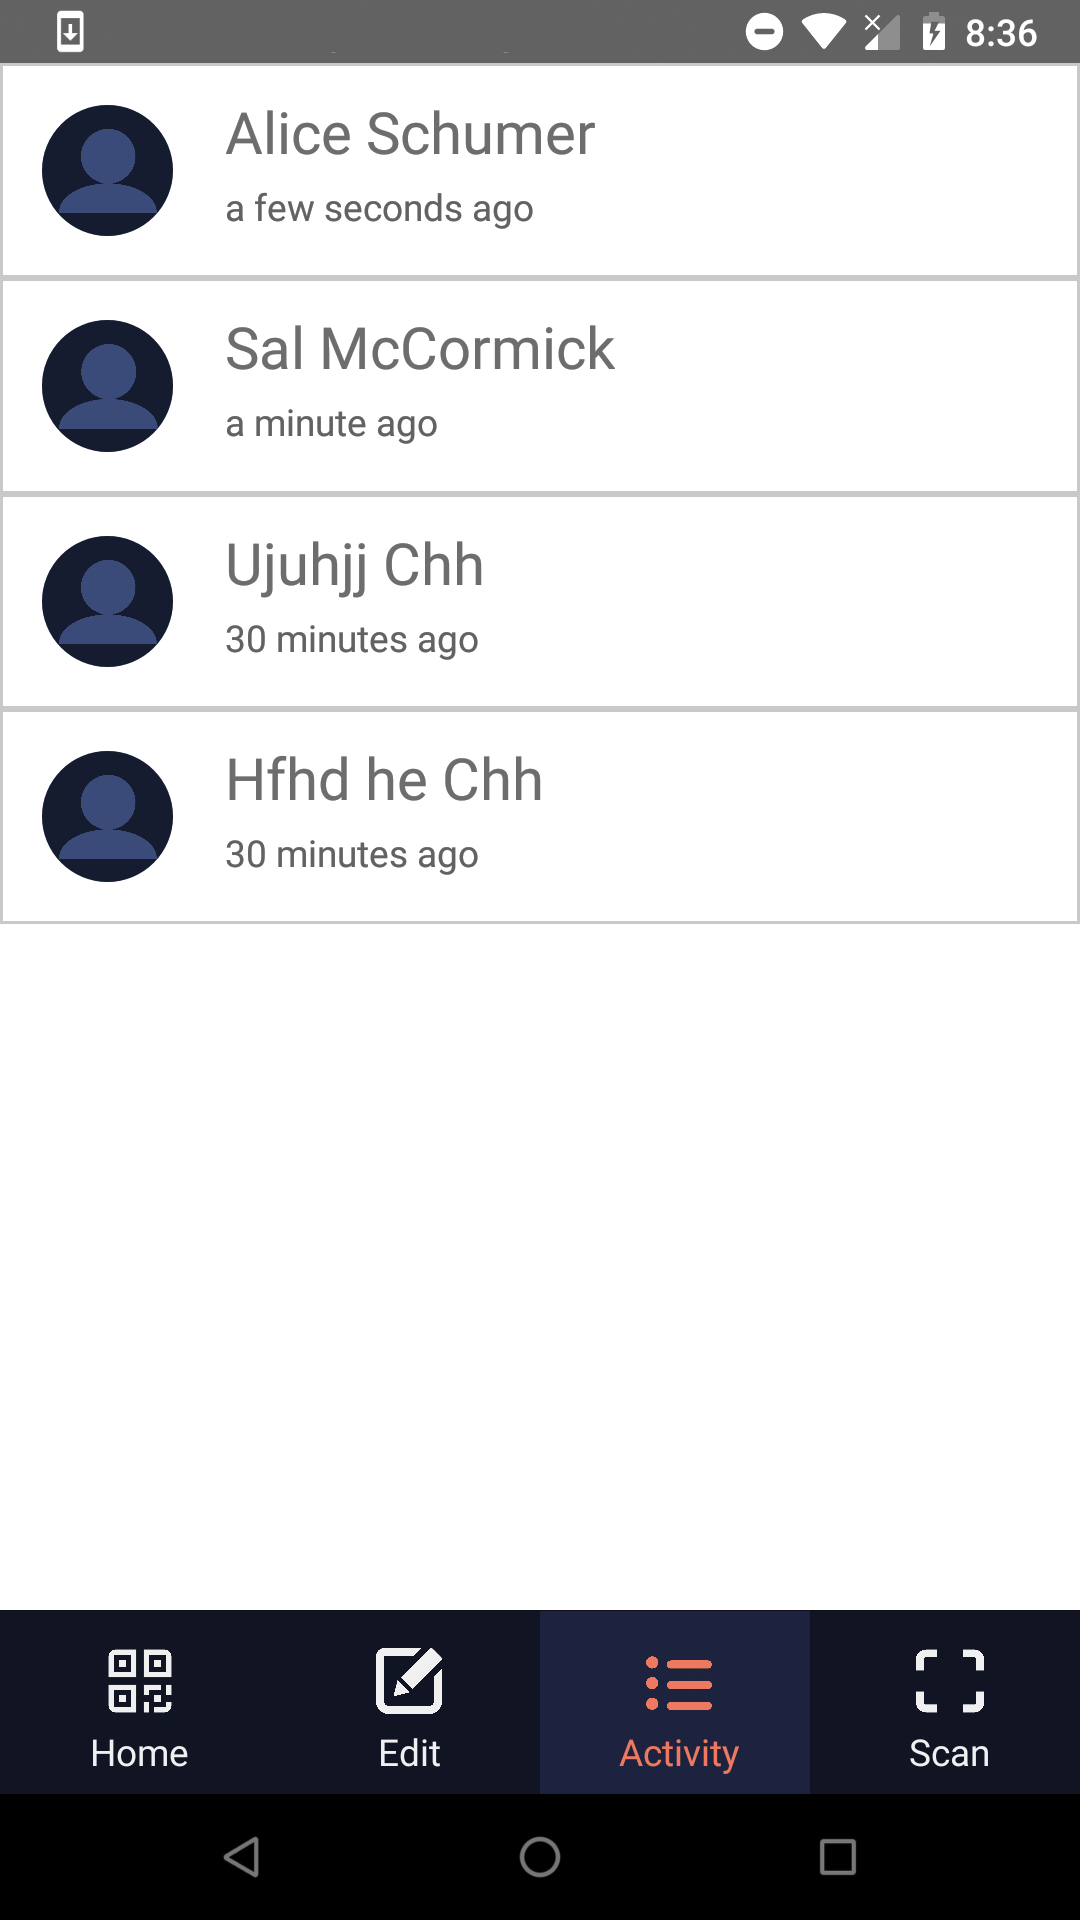 8:36
Alice Schumer
a few seconds ago
Sal McCormick
a minute ago
Ujuhjj Chh
30 minutes ago
Hfhd he Chh
30 minutes ago
Home
Edit
Activity
Scan